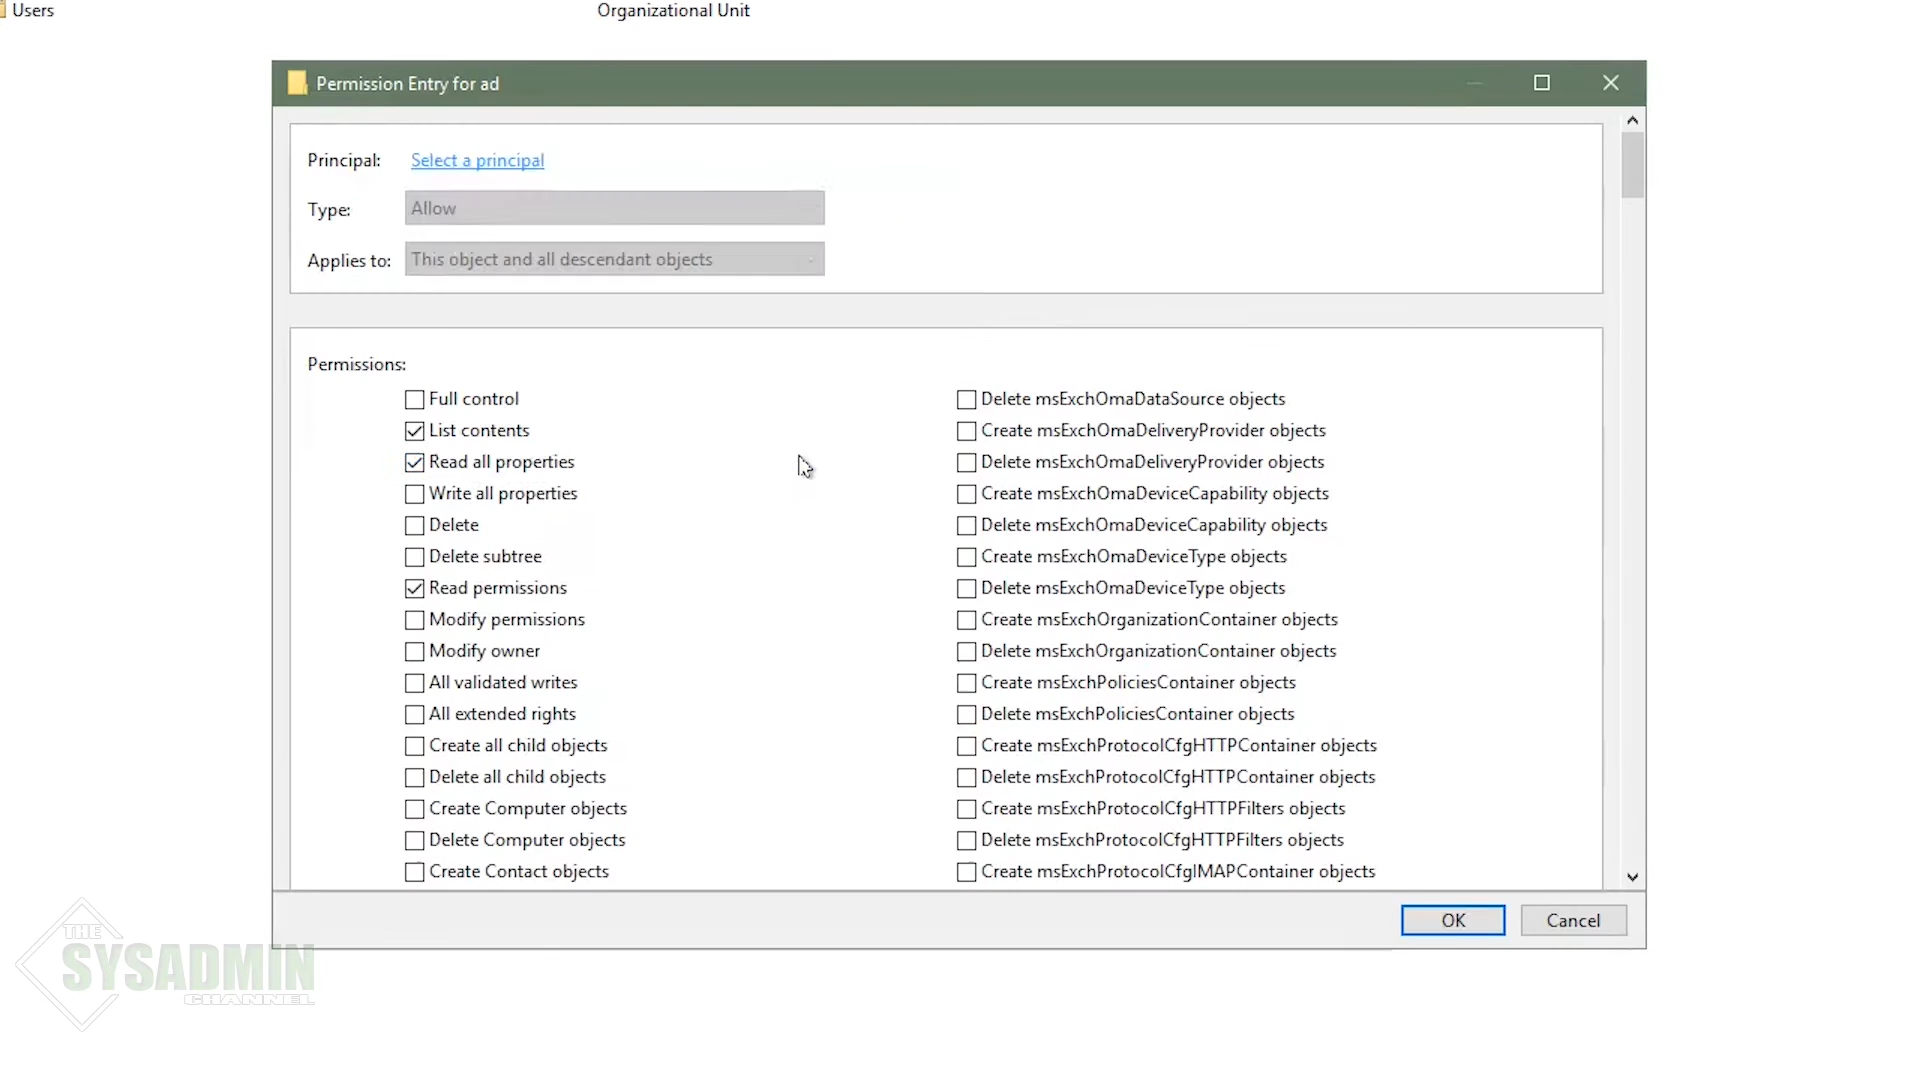 Users Organizational Unit
Permission Entry for ad
Principal: Select a principal
Type: Allow
Applies to: This object and all descendant objects
Permissions:
Full control
List contents
Read all properties
Write all properties
Delete
Delete subtree
Read permissions
Modify permissions
Modify owner
All validated writes
All extended rights
Create all child objects
Delete all child objects
Create Computer objects
Delete Computer objects
Create Contact objects
Delete msExchOmaDataSource objects
Create msExchOmaDeliveryProvider objects
Delete msExchOmaDeliveryProvider objects
Create msExchOmaDeviceCapability objects
Delete msExchOmaDeviceCapability objects
Create msExchOmaDeviceType objects
Delete msExchOmaDeviceType objects
Create msExchOrganizationContainer objects
Delete msExchOrganizationContainer objects
Create msExchPoliciesContainer objects
Delete msExchPoliciesContainer objects
Create msExchProtocolCfgHTTPContainer objects
Delete msExchProtocolCfgHTTPContainer objects
Create msExchProtocolCfgHTTPFilters objects
Delete msExchProtocolCfgHTTPFilters objects
Create msExchProtocolCfgIMAPContainer objects
OK Cancel
THE
SYSADMIN
CHANNEL